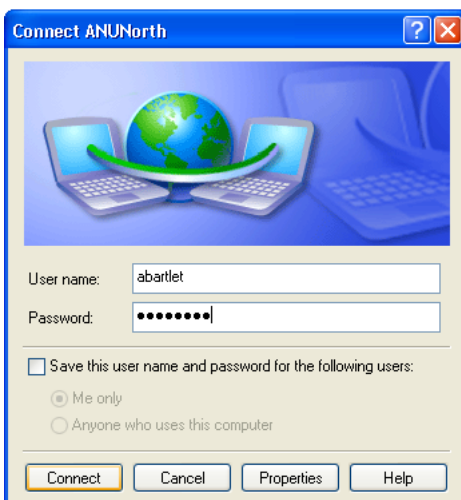 Connect ANUNorth
User name: abartlet
Password: ●●●●●●●●
Save this user name and password for the following users:
Me only
Anyone who uses this computer
Connect Cancel Properties Help